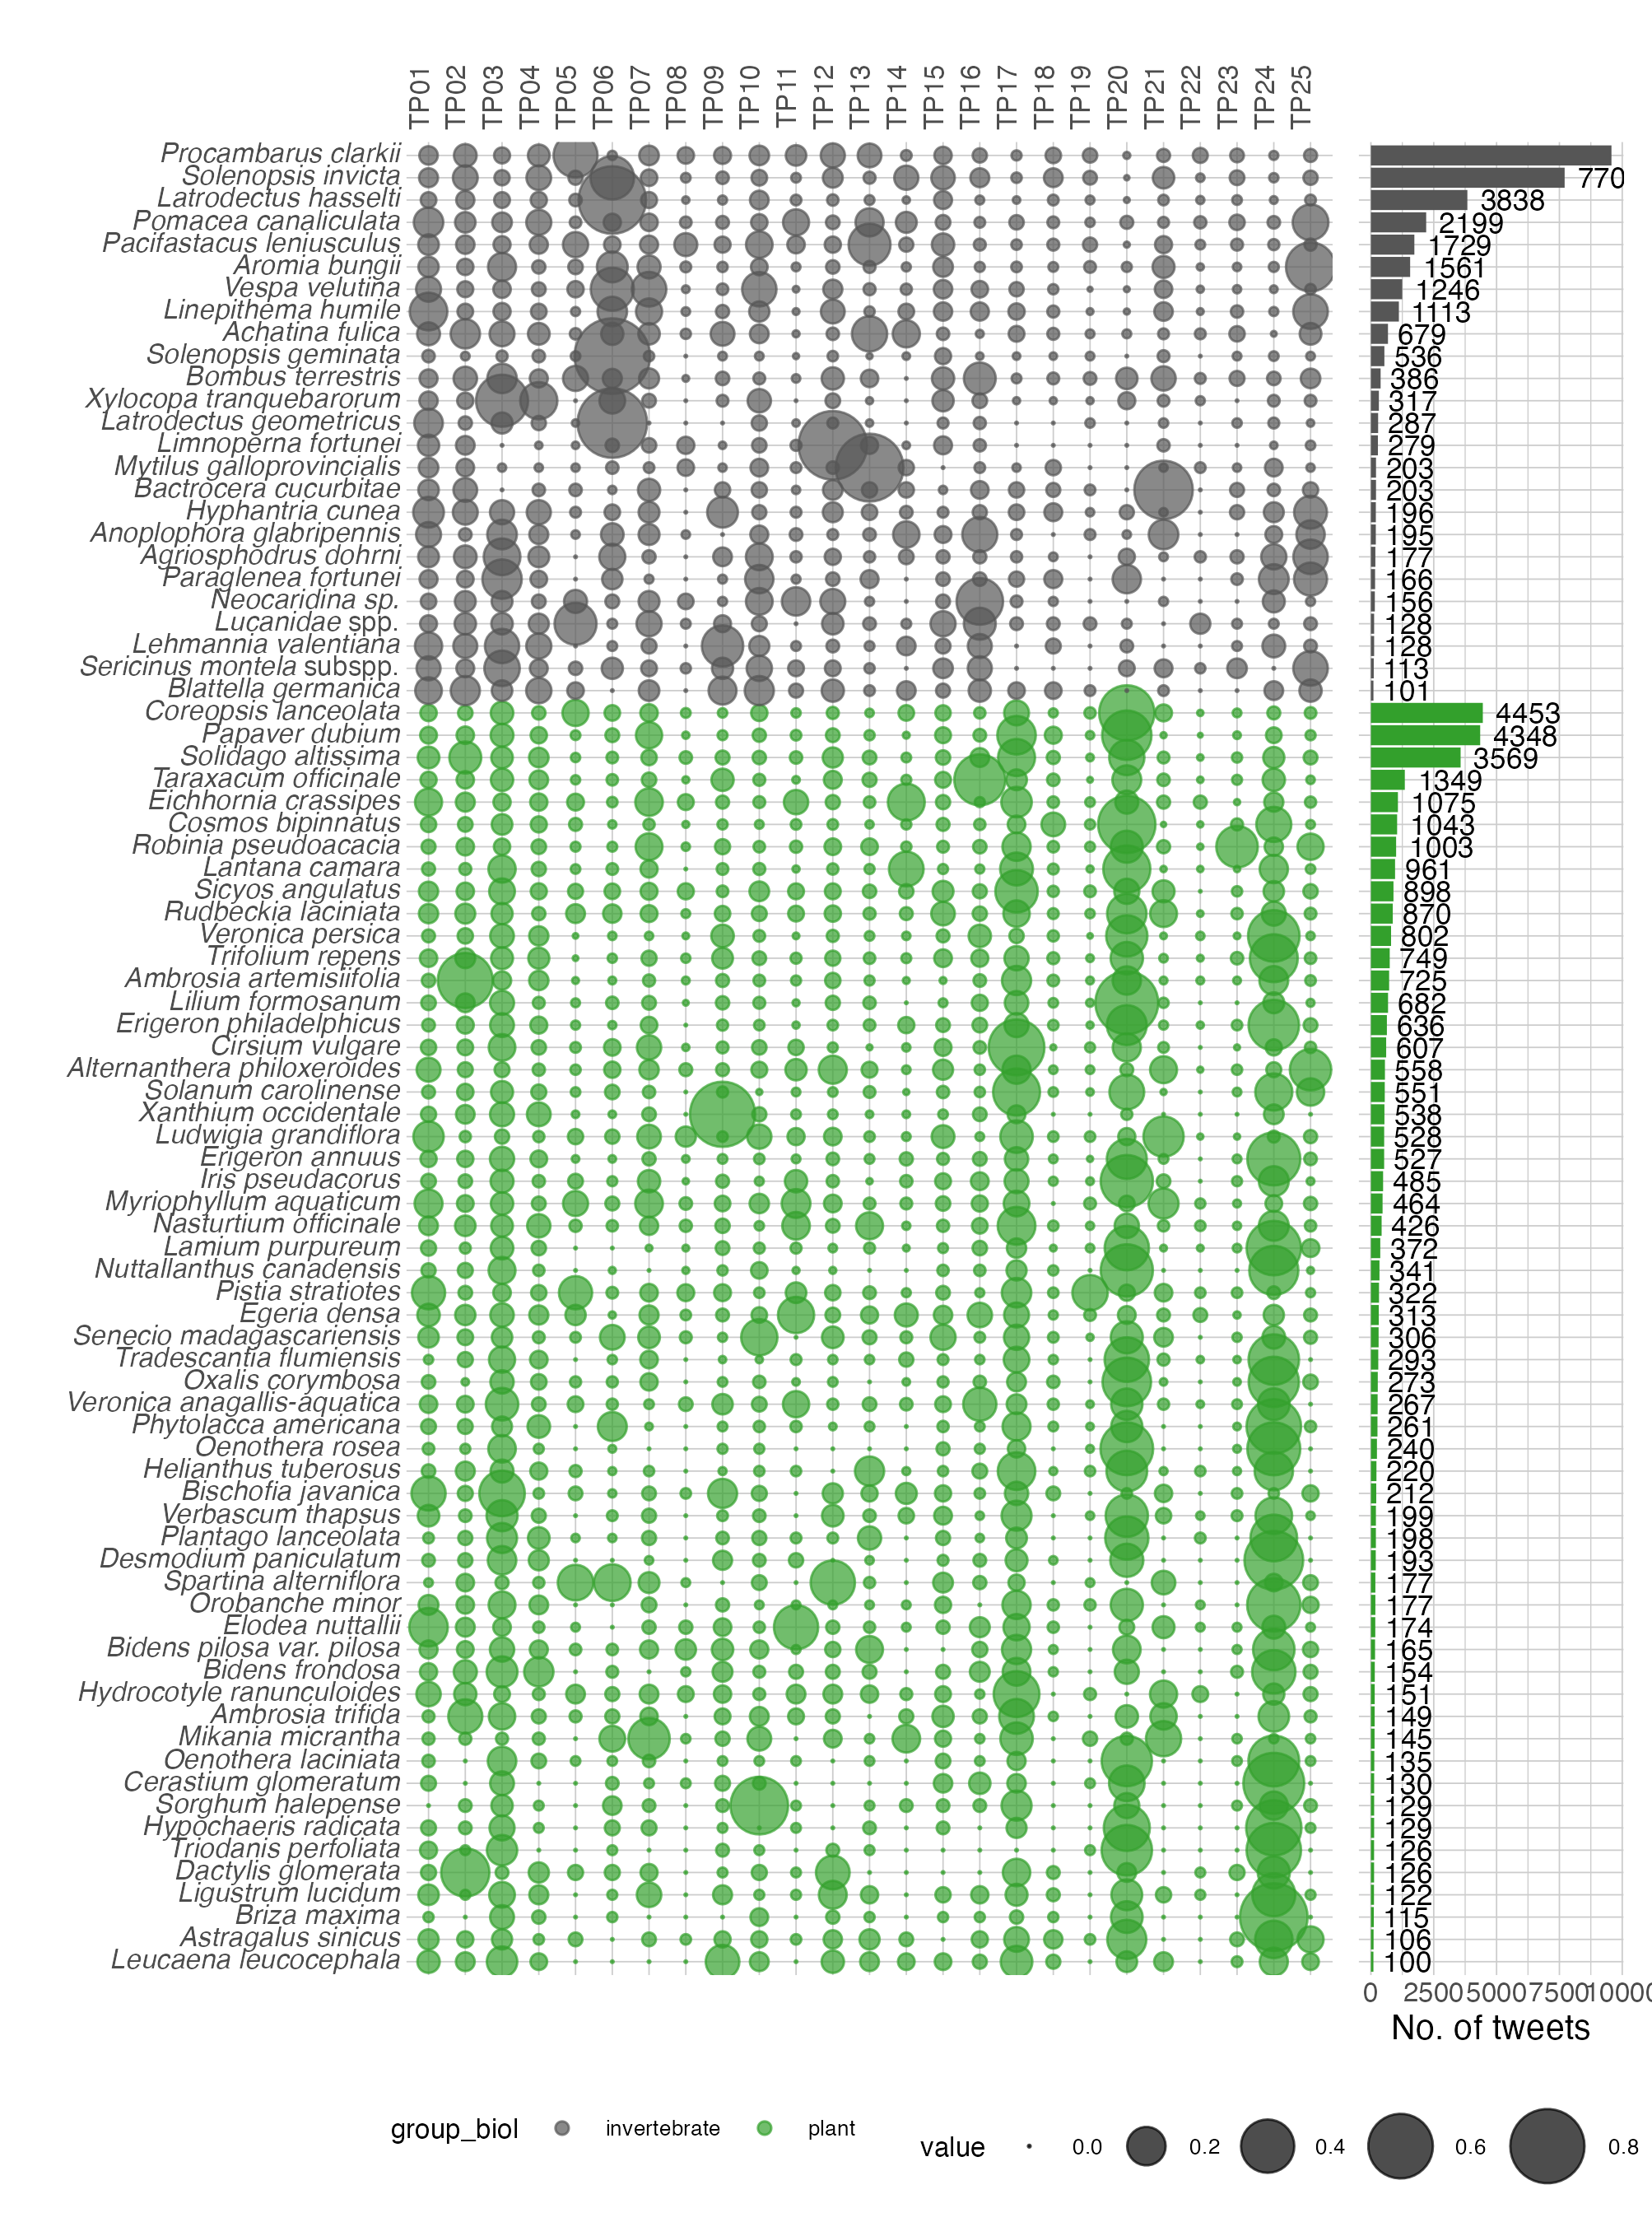 TP01 TP02 TP03 TP04 TP05 TP06 TP07 TP08 TP09 TP10 TP11 TP12 TP13 TP14 TP15 TP16 TP17 TP18 TP19 TP20 TP21 TP22 TP23 TP24 TP25
Procambarus clarkii
Solenopsis invicta 770
Latrodectus hasselti 3838
Pomacea canaliculata 2199
Pacifastacus leniusculus 1729
Aromia bungii 1561
Vespa velutina 1246
Linepithema humile 1113
Achatina fulica 679
Solenopsis geminata 536
Bombus terrestris 386
Xylocopa tranquebarorum 317
Latrodectus geometricus 287
Limnoperna fortunei 279
Mytilus galloprovincialis 203
Bactrocera cucurbitae 203
Hyphantria cunea 196
Anoplophora glabripennis 195
Agriosphodrus dohrni 177
Paraglenea fortunei 166
Neocaridina sp. 156
Lucanidae spp. 128
Lehmannia valentiana 128
Sericinus montela subspp. 113
Blattella germanica 101
Coreopsis lanceolata 4453
Papaver dubium 4348
Solidago altissima 3569
Taraxacum officinale 1349
Eichhornia crassipes 1075
Cosmos bipinnatus 1043
Robinia pseudoacacia 1003
Lantana camara 961
Sicyos angulatus 898
Rudbeckia laciniata 870
Veronica persica 802
Trifolium repens 749
Ambrosia artemisiifolia 725
Lilium formosanum 682
Erigeron philadelphicus 636
Cirsium vulgare 607
Alternanthera philoxeroides 558
Solanum carolinense 551
Xanthium occidentale 538
Ludwigia grandiflora 528
Erigeron annuus 527
Iris pseudacorus 485
Myriophyllum aquaticum 464
Nasturtium officinale 426
Lamium purpureum 372
Nuttallanthus canadensis 341
Pistia stratiotes 322
Egeria densa 313
Senecio madagascariensis 306
Tradescantia flumiensis 293
Oxalis corymbosa 273
Veronica anagallis-aquatica 267
Phytolacca americana 261
Oenothera rosea 240
Helianthus tuberosus 220
Bischofia javanica 212
Verbascum thapsus 199
Plantago lanceolata 198
Desmodium paniculatum 193
Spartina alterniflora 177
Orobanche minor 177
Elodea nuttallii 174
Bidens pilosa var. pilosa 165
Bidens frondosa 154
Hydrocotyle ranunculoides 151
Ambrosia trifida 149
Mikania micrantha 145
Oenothera laciniata 135
Cerastium glomeratum 130
Sorghum halepense 129
Hypochaeris radicata 129
Triodanis perfoliata 126
Dactylis glomerata 126
Ligustrum lucidum 122
Briza maxima 115
Astragalus sinicus 106
Leucaena leucocephala 100
0 2500 5000 7500 10000
No. of tweets
group_biol invertebrate plant
value 0.0 0.2 0.4 0.6 0.8